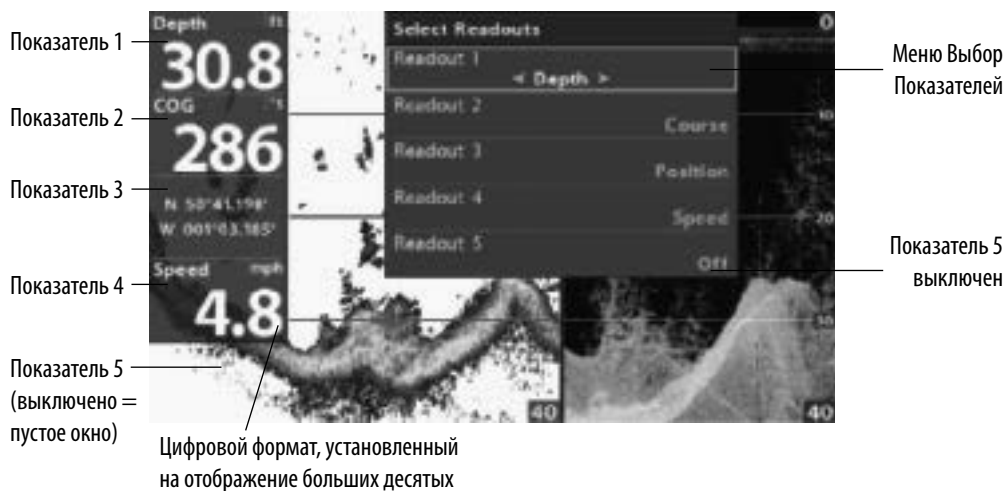 Показатель 1
Показатель 2
Показатель 3
Показатель 4
Показатель 5
(выключено =
пустое окно)
Depth ft
30.8
COG °t
286
N 50°41.198'
W 001°03.185'
Speed mph
4.8
Select Readouts
Readout 1
< Depth >
Readout 2
Course
Readout 3
Position
Readout 4
Speed
Readout 5
Off
40
0
10
20
30
40
Меню Выбор
Показателей
Показатель 5
выключен
Цифровой формат, установленный
на отображение больших десятых